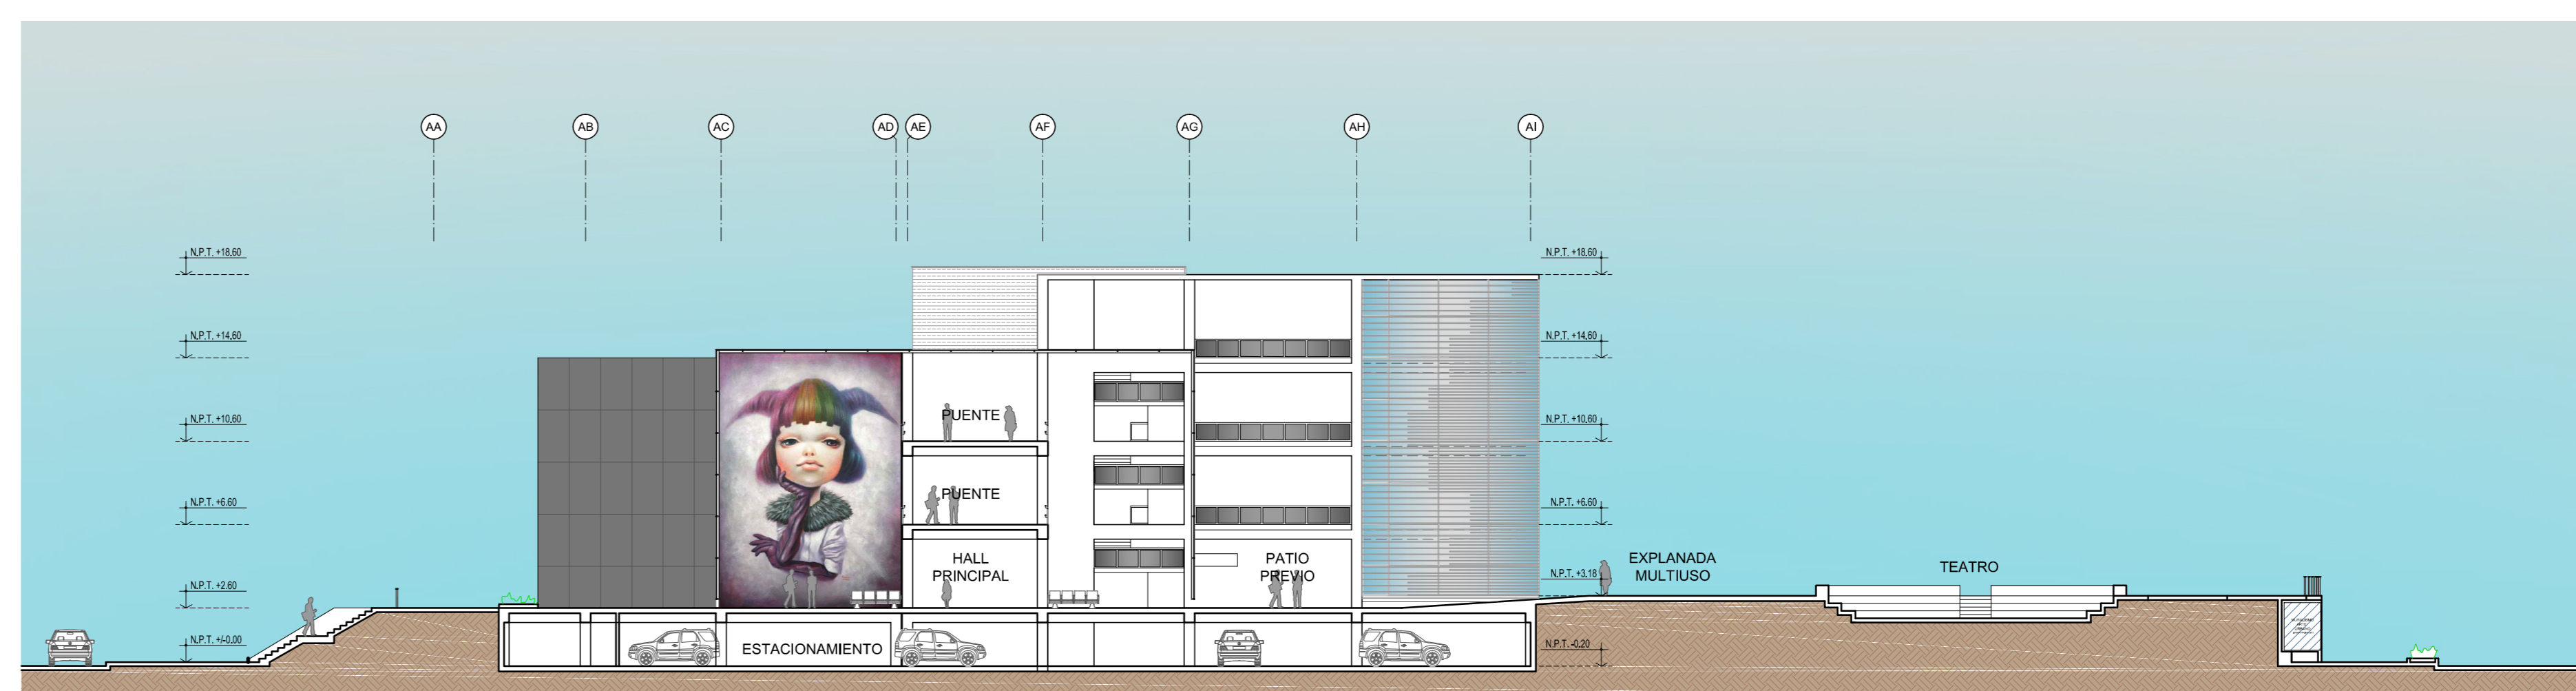 AA
AB
AC
AD
AE
AF
AG
AH
AI
N.P.T. +18,60
N.P.T. +18,60
N.P.T. +14,60
N.P.T. +14,60
N.P.T. +10,60
PUENTE
N.P.T. +10,60
N.P.T. +6.60
PUENTE
N.P.T. +6.60
N.P.T. +2.60
HALL
PRINCIPAL
PATIO
PREVIO
N.P.T. +3,18
EXPLANADA
MULTIUSO
TEATRO
N.P.T. +/-0.00
ESTACIONAMIENTO
N.P.T. -0,20